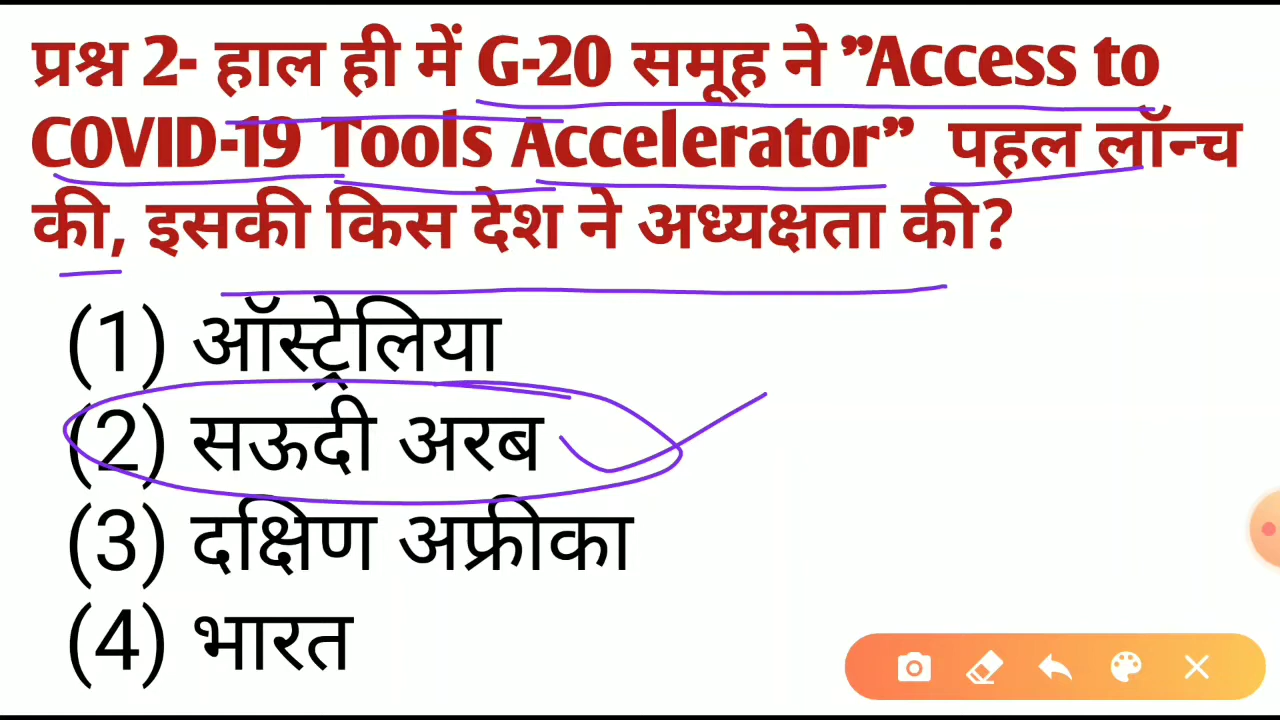 प्रश्न 2- हाल ही में G-20 समूह ने ”Access to
COVID-19 Tools Accelerator” पहल लॉन्च
की, इसकी किस देश ने अध्यक्षता की?
(1) ऑस्ट्रेलिया
(2) सऊदी अरब
(3) दक्षिण अफ्रीका
(4) भारत